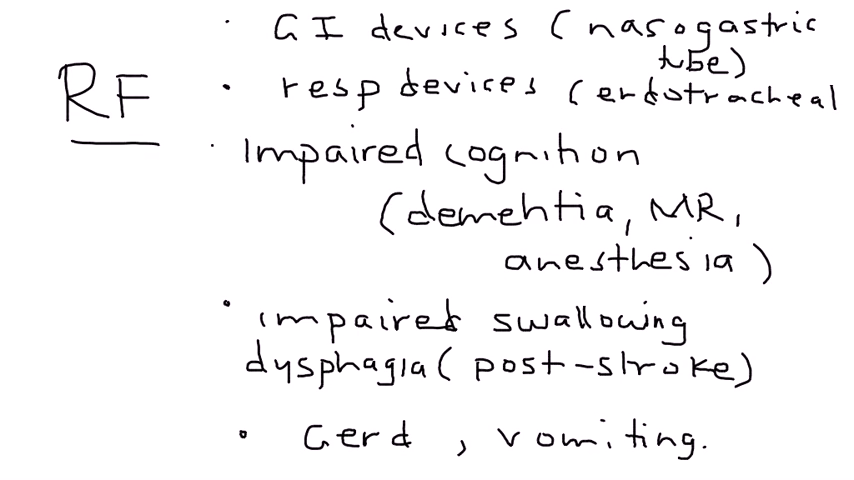 RF
· GI devices (nasogastric
tube)
· resp devices (endotracheal
· Impaired cognition
(dementia, MR,
anesthesia)
· impaired swallowing
dysphagia (post-stroke)
· Gerd, vomiting.